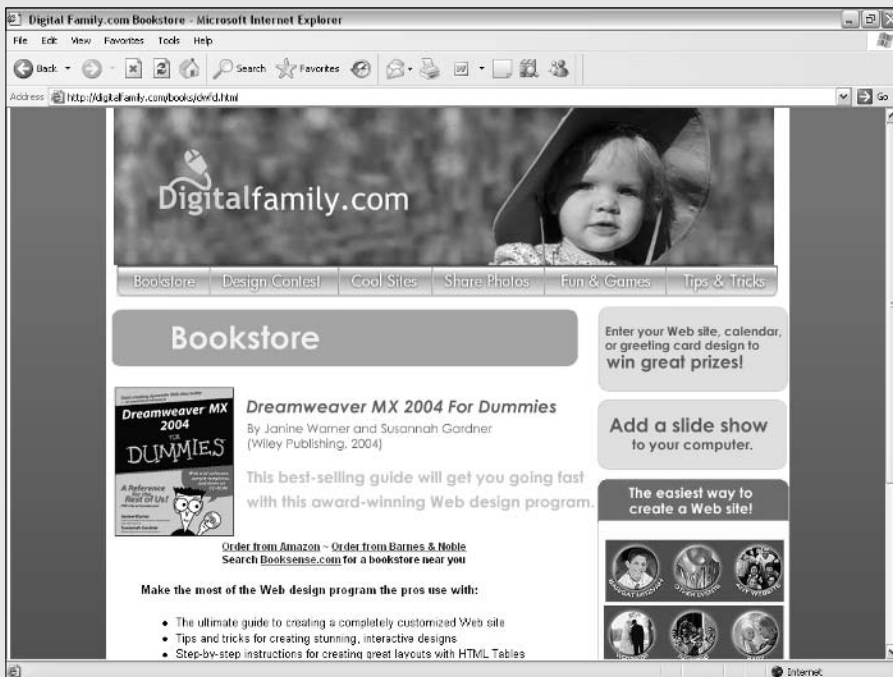 Digital Family.com Bookstore - Microsoft Internet Explorer
File Edit View Favorites Tools Help
Back Search Favorites
Address http://digitalfamily.com/books/dwfd.html Go
Digitalfamily.com
Bookstore Design Contest Cool Sites Share Photos Fun & Games Tips & Tricks
Bookstore
Enter your Web site, calendar,
or greeting card design to
win great prizes!
Dreamweaver MX
2004
FOR
DUMMIES
A Reference
for the
Rest of Us!
Dreamweaver MX 2004 For Dummies
By Janine Warner and Susannah Gardner
(Wiley Publishing, 2004)
This best-selling guide will get you going fast
with this award-winning Web design program.
Add a slide show
to your computer.
The easiest way to
create a Web site!
Order from Amazon ~ Order from Barnes & Noble
Search Booksense.com for a bookstore near you
OTHER EVENTS
Make the most of the Web design program the pros use with:
The ultimate guide to creating a completely customized Web site
Tips and tricks for creating stunning, interactive designs
Step-by-step instructions for creating great layouts with HTML Tables
Internet